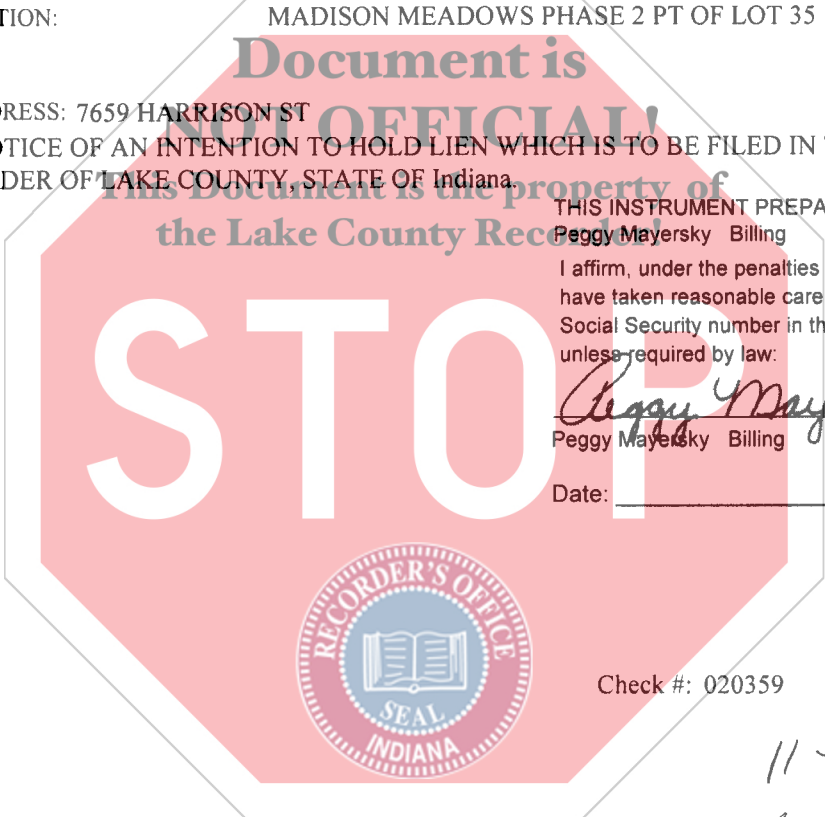 TION: MADISON MEADOWS PHASE 2 PT OF LOT 35
Document is
RESS: 7659 HARRISON ST
NOT OFFICIAL!
OTICE OF AN INTENTION TO HOLD LIEN WHICH IS TO BE FILED IN
DER OF LAKE COUNTY, STATE OF Indiana.
This Document is the property of
the Lake County Recorder!
THIS INSTRUMENT PREPA
Peggy Mayersky Billing
I affirm, under the penalties
have taken reasonable care
Social Security number in th
unless required by law:
STOP
Peggy May
Peggy Mayersky Billing
Date:
RECORDER'S OFFICE
SEAL
INDIANA
Check #: 020359
11